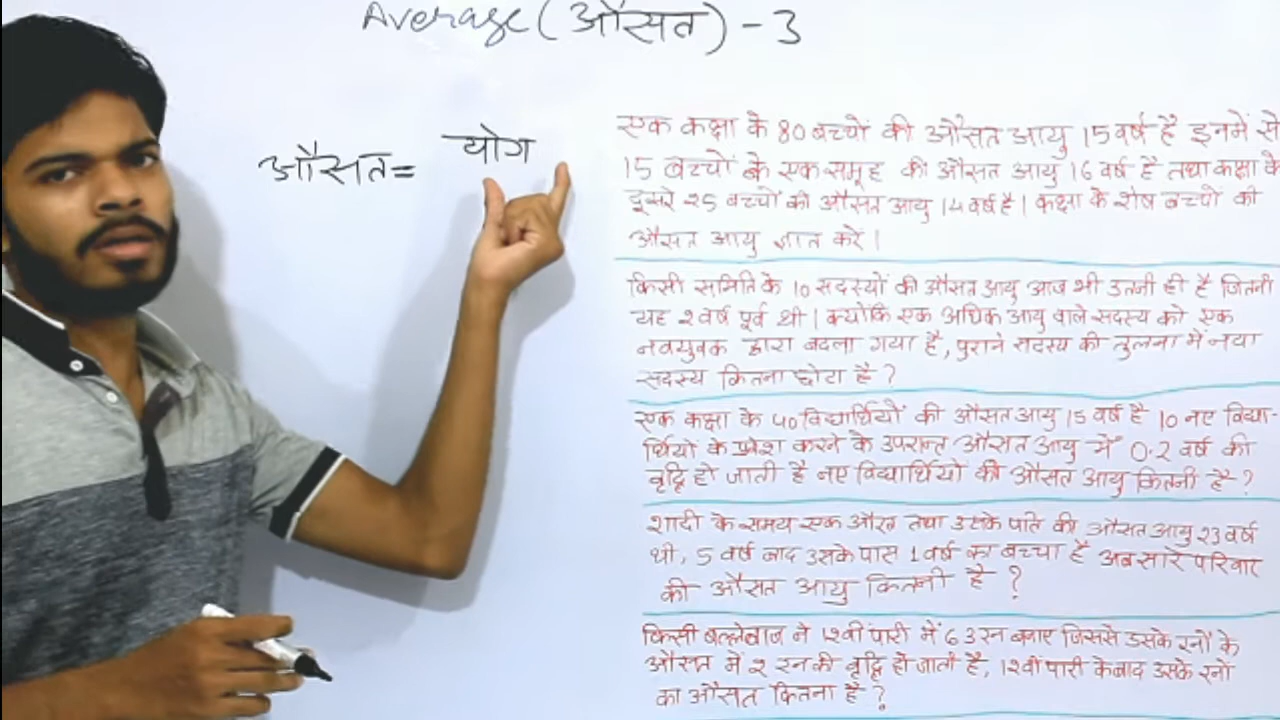 Average (औसत) - 3
औसत = योग
एक कक्षा के 80 बच्चों की औसत आयु 15 वर्ष है इनमें से
15 बच्चों के एक समूह की औसत आयु 16 वर्ष है तथा कक्षा के
दूसरे 25 बच्चों की औसत आयु 14 वर्ष है। कक्षा के शेष बच्चों की
औसत आयु ज्ञात करें।
किसी समिति के 10 सदस्यों की औसत आयु आज भी उतनी ही है जितनी
यह 2 वर्ष पूर्व थी। क्योंकि एक अधिक आयु वाले सदस्य को एक
नवयुवक द्वारा बदला गया है, पुराने सदस्य की तुलना में नया
सदस्य कितना छोटा है?
एक कक्षा के 40 विद्यार्थियों की औसत आयु 15 वर्ष है 10 नए विद्या-
र्थियों के प्रवेश करने के उपरान्त औसत आयु में 0.2 वर्ष की
वृद्धि हो जाती है नए विद्यार्थियों की औसत आयु कितनी है?
शादी के समय एक औरत तथा उसके पति की औसत आयु 23 वर्ष
थी, 5 वर्ष बाद उसके पास 1 वर्ष का बच्चा है अब सारे परिवार
की औसत आयु कितनी है?
किसी बल्लेबाज ने 12वीं पारी में 63 रन बनाए जिससे उसके रनों के
औसत में 2 रन की वृद्धि हो जाती है, 12वीं पारी के बाद उसके रनों
का औसत कितना है?